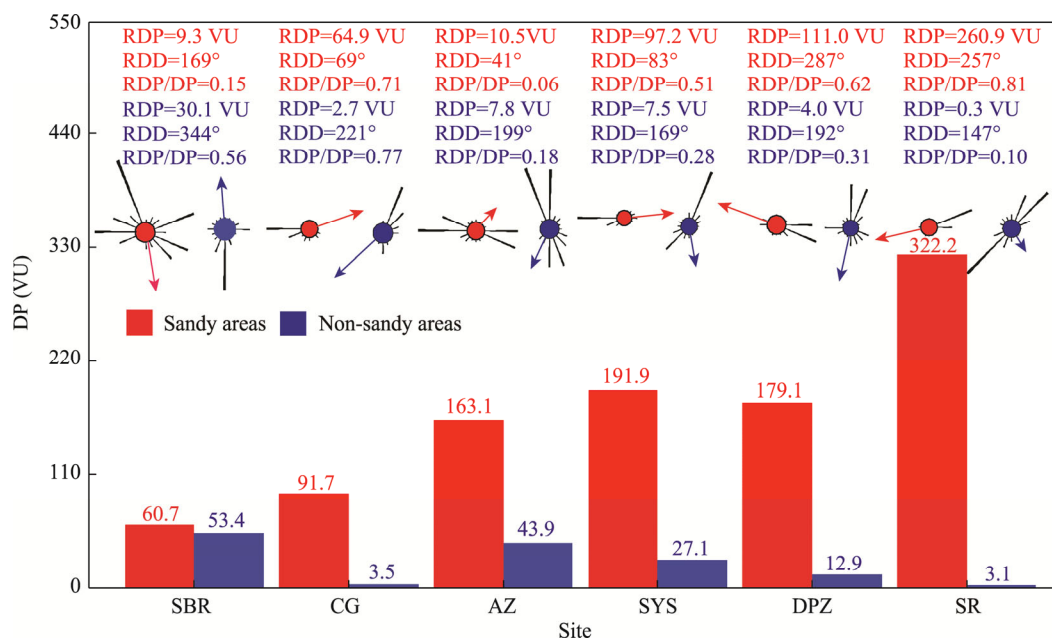 550
RDP=9.3 VU RDP=64.9 VU RDP=10.5VU RDP=97.2 VU RDP=111.0 VU RDP=260.9 VU
RDD=169° RDD=69° RDD=41° RDD=83° RDD=287° RDD=257°
RDP/DP=0.15 RDP/DP=0.71 RDP/DP=0.06 RDP/DP=0.51 RDP/DP=0.62 RDP/DP=0.81
RDP=30.1 VU RDP=2.7 VU RDP=7.8 VU RDP=7.5 VU RDP=4.0 VU RDP=0.3 VU
440
RDD=344° RDD=221° RDD=199° RDD=169° RDD=192° RDD=147°
RDP/DP=0.56 RDP/DP=0.77 RDP/DP=0.18 RDP/DP=0.28 RDP/DP=0.31 RDP/DP=0.10
330
322.2
DP (VU)
Sandy areas Non-sandy areas
220
191.9
179.1
163.1
110
91.7
60.7 53.4
43.9
27.1
12.9
3.5
3.1
0
SBR CG AZ SYS DPZ SR
Site